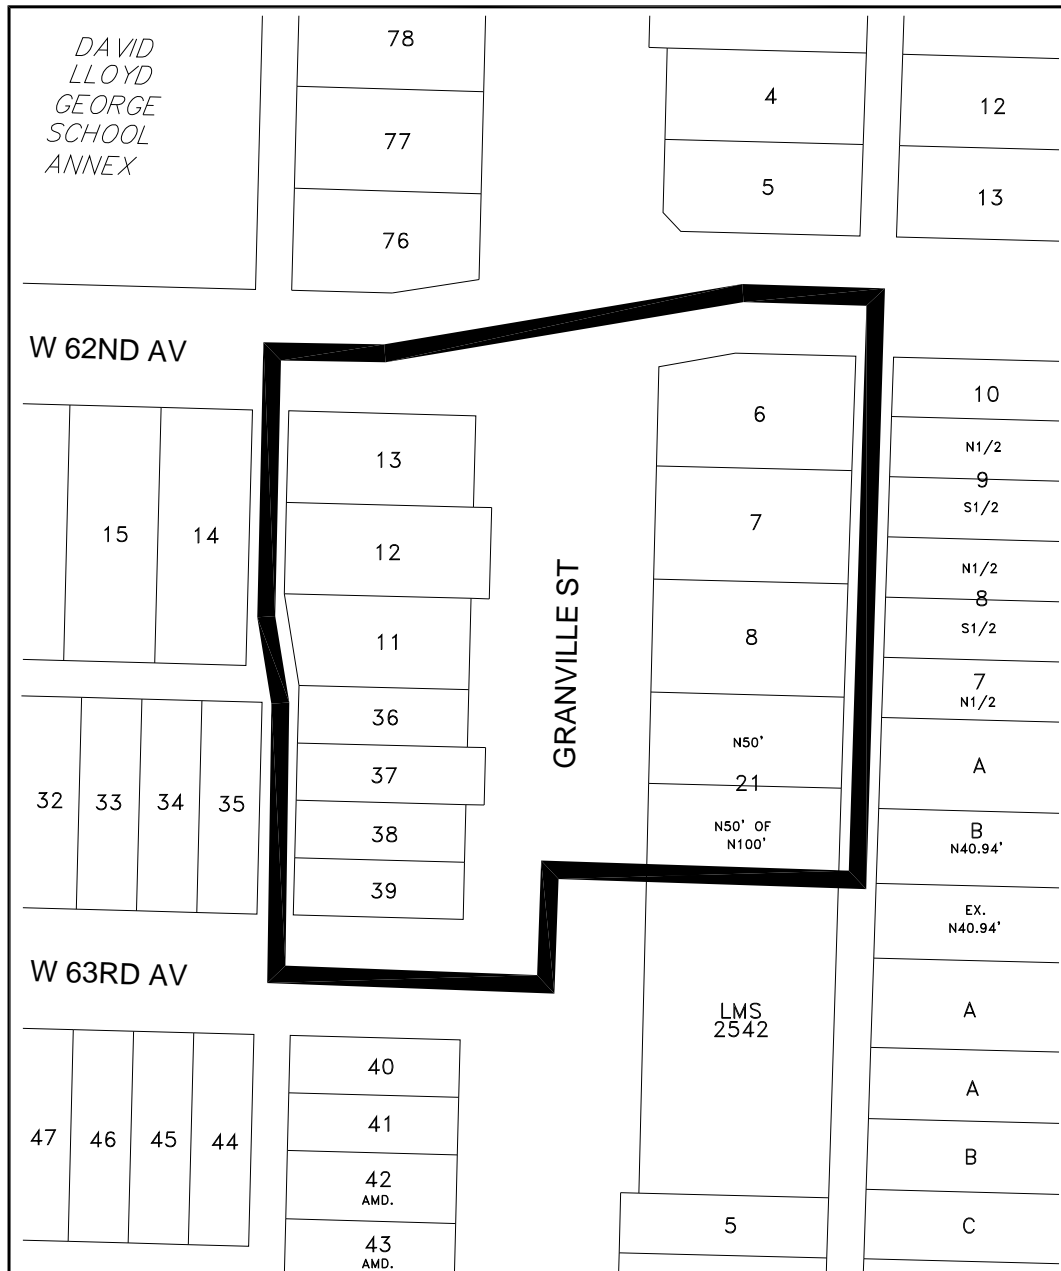 DAVID
LLOYD
GEORGE
SCHOOL
ANNEX
78
77
76
4
5
12
13
W 62ND AV
15
14
13
12
11
36
37
38
39
32
33
34
35
GRANVILLE ST
6
7
8
N50'
21
N50' OF
N100'
10
N1/2
9
S1/2
N1/2
8
S1/2
7
N1/2
A
B
N40.94'
EX.
N40.94'
A
A
B
C
W 63RD AV
LMS
2542
5
47
46
45
44
40
41
42
AMD.
43
AMD.